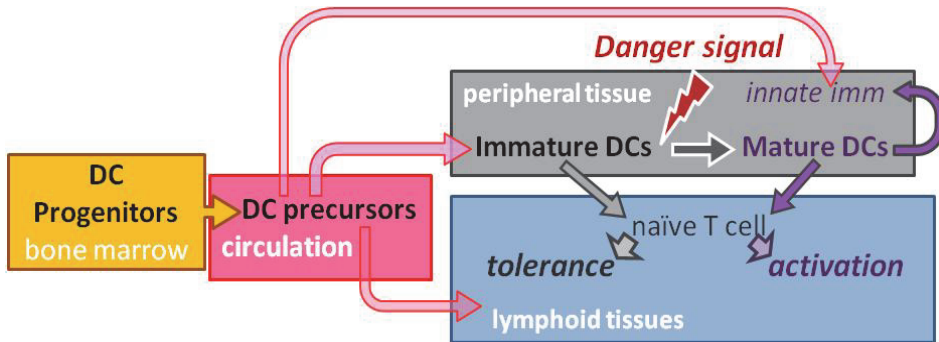 Danger signal
peripheral tissue
innate imm
Immature DCs
Mature DCs
DC
Progenitors
bone marrow
DC precursors
circulation
naïve T cell
tolerance
activation
lymphoid tissues